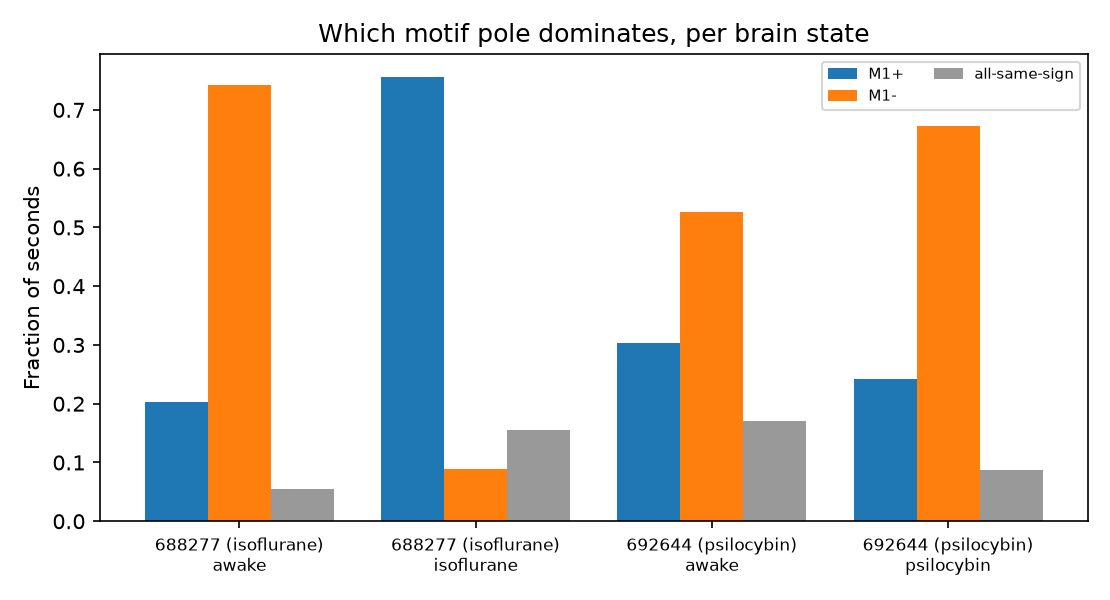 Which motif pole dominates, per brain state
M1+
M1-
all-same-sign
Fraction of seconds
0.7
0.6
0.5
0.4
0.3
0.2
0.1
0.0
688277 (isoflurane)
awake
688277 (isoflurane)
isoflurane
692644 (psilocybin)
awake
692644 (psilocybin)
psilocybin